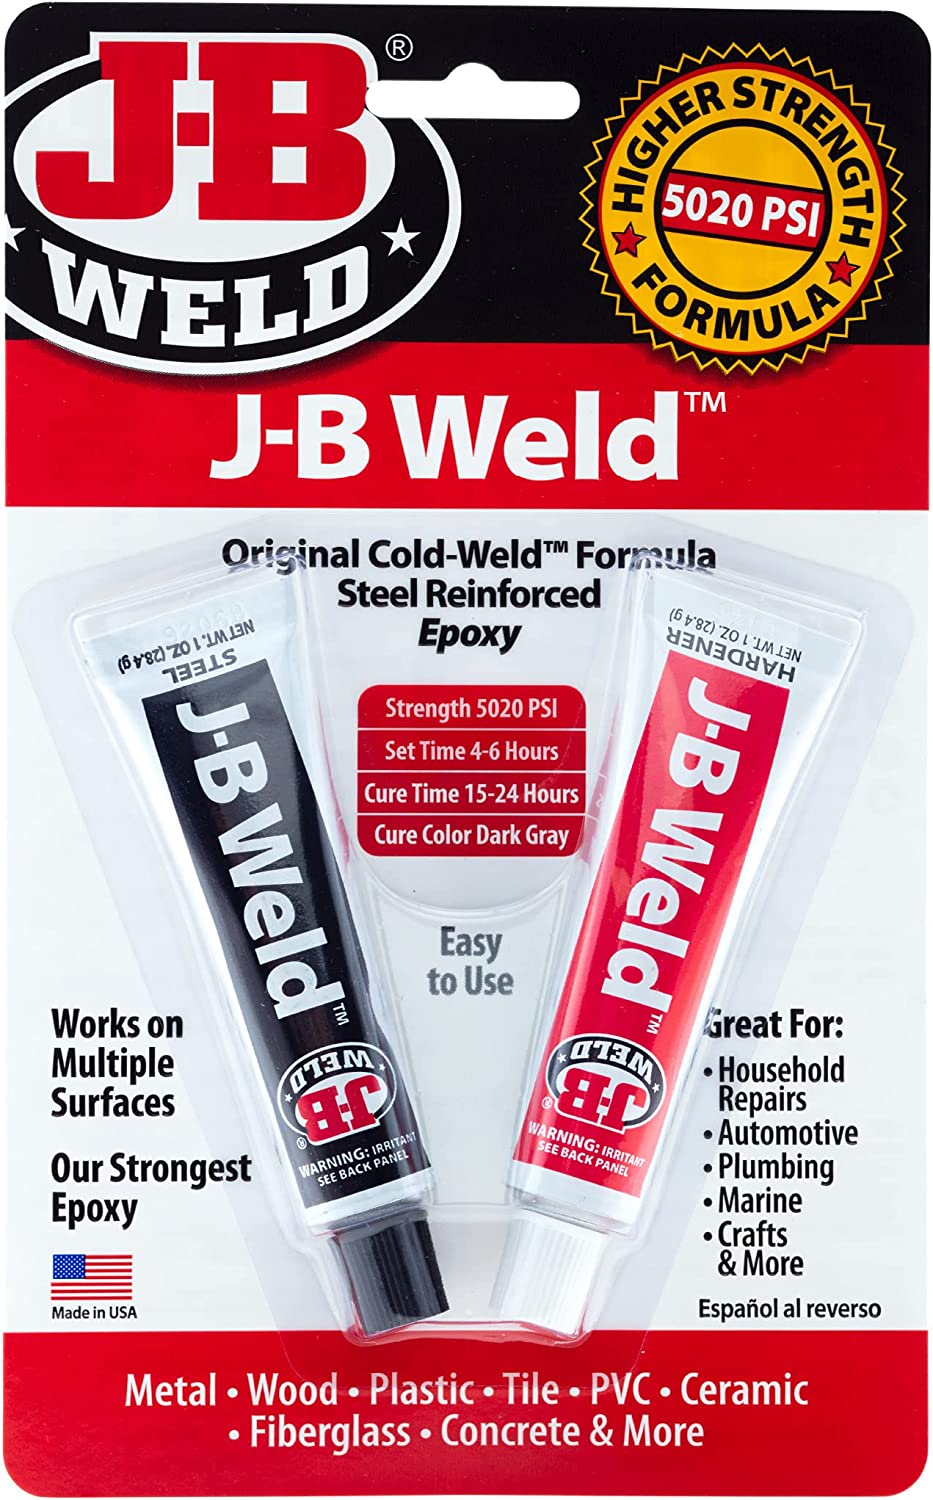 J-B
WELD
®
HIGHER STRENGTH
5020 PSI
FORMULA
J-B Weld™
Original Cold-Weld™ Formula
Steel Reinforced
Epoxy
Strength 5020 PSI
Set Time 4-6 Hours
Cure Time 15-24 Hours
Cure Color Dark Gray
Easy
to Use
STEEL
NET WT. 1 OZ. (28.4 g)
J-B Weld™
J-B
WELD
®
WARNING: IRRITANT
SEE BACK PANEL
HARDENER
NET WT. 1 OZ. (28.4 g)
J-B Weld™
J-B
WELD
®
WARNING: IRRITANT
SEE BACK PANEL
Works on
Multiple
Surfaces
Our Strongest
Epoxy
Made in USA
Great For:
• Household
Repairs
• Automotive
• Plumbing
• Marine
• Crafts
& More
Español al reverso
Metal • Wood • Plastic • Tile • PVC • Ceramic
• Fiberglass • Concrete & More